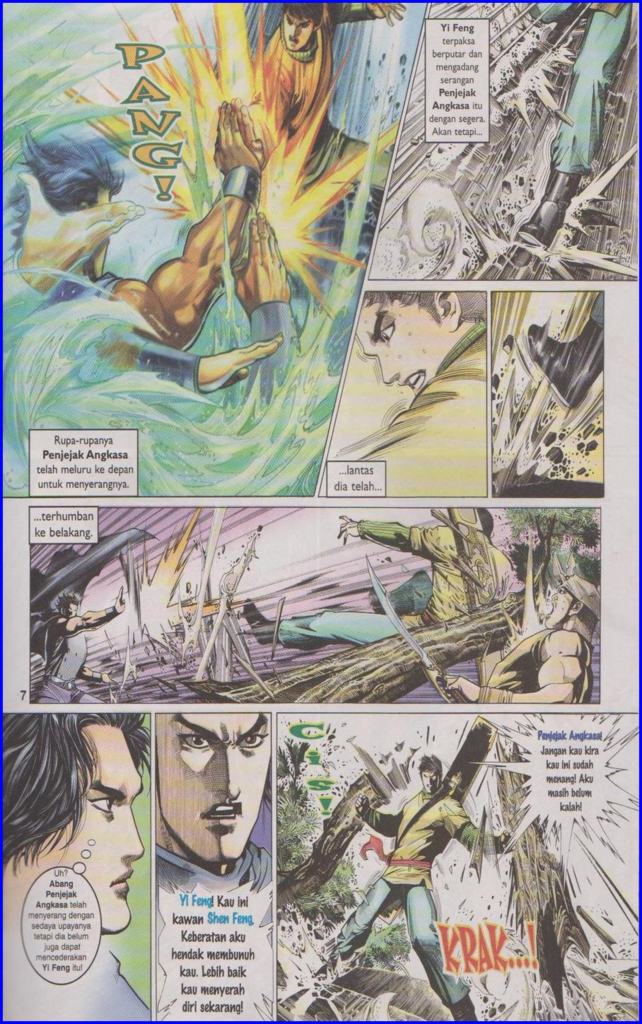 PANG!
Yi Feng
terpaksa
berputar dan
mengadang
serangan
Penjejak
Angkasa itu
dengan segera.
Akan tetapi...
Rupa-rupanya
Penjejak Angkasa
telah meluru ke depan
untuk menyerangnya.
...lantas
dia telah...
...terhumban
ke belakang.
7
Uh?
Abang
Penjejak
Angkasa telah
menyerang dengan
sedaya upayanya
tetapi dia belum
juga dapat
mencederakan
Yi Feng itu!
Yi Feng! Kau ini
kawan Shen Feng.
Keberatan aku
hendak membunuh
kau. Lebih baik
kau menyerah
diri sekarang!
CIS!
Penjejak Angkasa!
Jangan kau kira
kau ini sudah
menang! Aku
masih belum
kalah!
KRAK...!